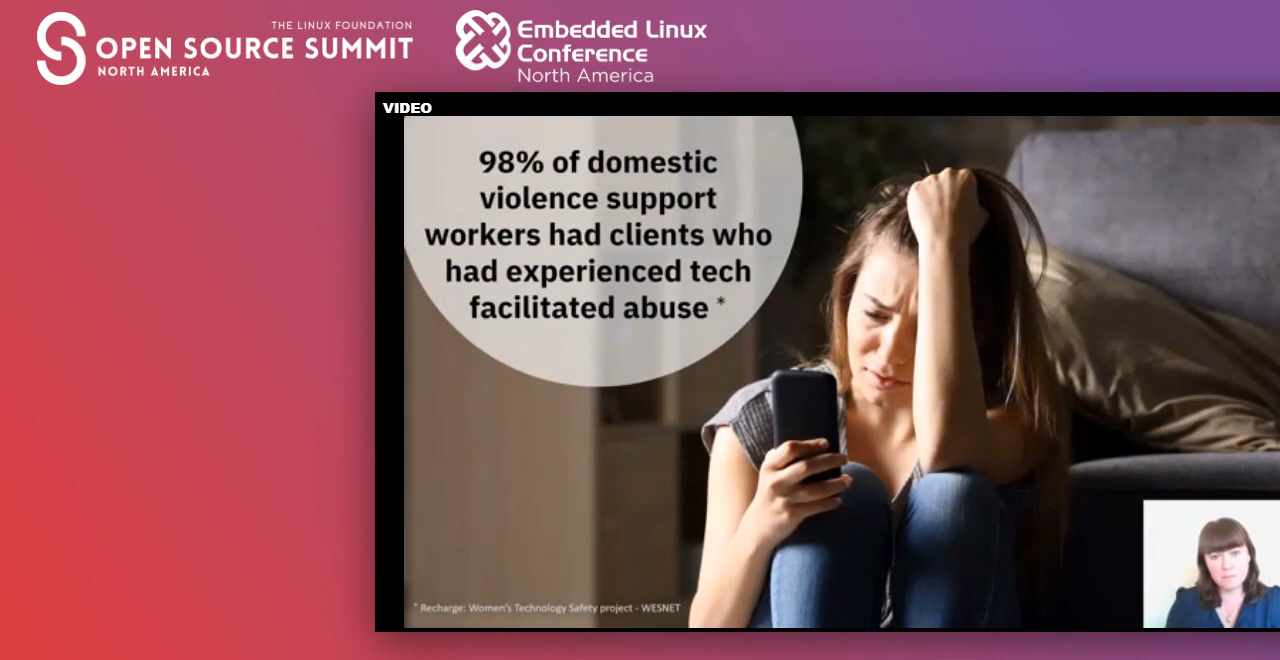 THE LINUX FOUNDATION
OPEN SOURCE SUMMIT
NORTH AMERICA
Embedded Linux
Conference
North America
VIDEO
98% of domestic
violence support
workers had clients who
had experienced tech
facilitated abuse *
* Recharge: Women's Technology Safety project - WESNET